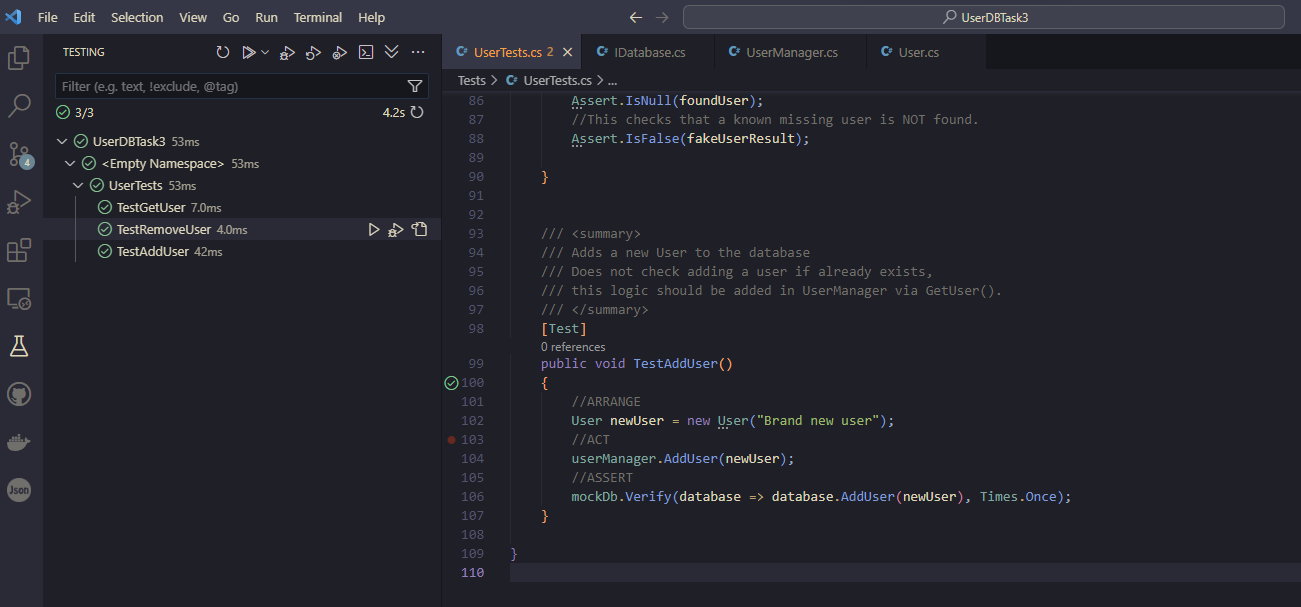 File Edit Selection View Go Run Terminal Help
UserDBTask3
TESTING
Filter (e.g. text, !exclude, @tag)
3/3 4.2s
UserDBTask3 53ms
<Empty Namespace> 53ms
UserTests 53ms
TestGetUser 7.0ms
TestRemoveUser 4.0ms
TestAddUser 42ms
4
Json
UserTests.cs 2 IDatabase.cs UserManager.cs User.cs
Tests > UserTests.cs > ...
86 Assert.IsNull(foundUser);
87 //This checks that a known missing user is NOT found.
88 Assert.IsFalse(fakeUserResult);
89
90 }
91
92
93 /// <summary>
94 /// Adds a new User to the database
95 /// Does not check adding a user if already exists,
96 /// this logic should be added in UserManager via GetUser().
97 /// </summary>
98 [Test]
0 references
99 public void TestAddUser()
100 {
101 //ARRANGE
102 User newUser = new User("Brand new user");
103 //ACT
104 userManager.AddUser(newUser);
105 //ASSERT
106 mockDb.Verify(database => database.AddUser(newUser), Times.Once);
107 }
108
109 }
110